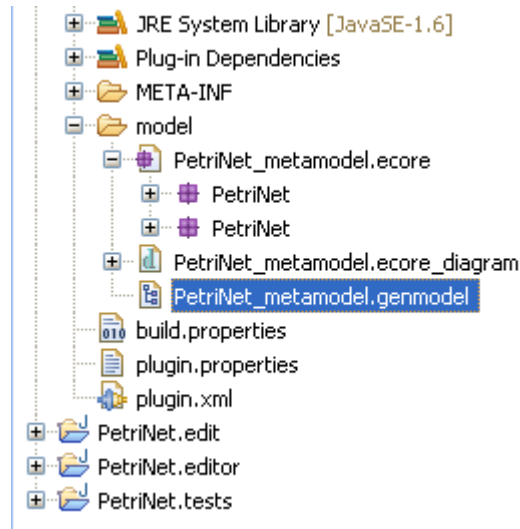 JRE System Library [JavaSE-1.6]
Plug-in Dependencies
META-INF
model
PetriNet_metamodel.ecore
PetriNet
PetriNet
PetriNet_metamodel.ecore_diagram
PetriNet_metamodel.genmodel
build.properties
plugin.properties
plugin.xml
PetriNet.edit
PetriNet.editor
PetriNet.tests